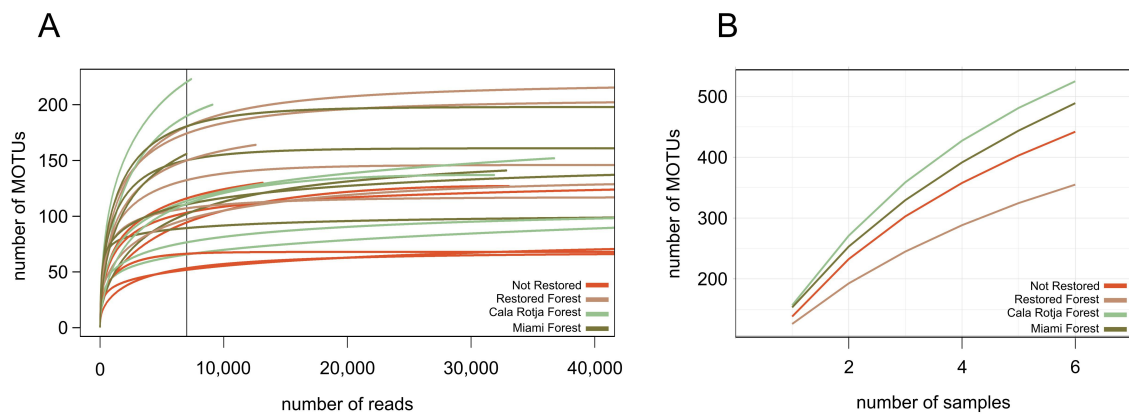 A
number of MOTUs
200
150
100
50
0
0
10,000
20,000
30,000
40,000
number of reads
Not Restored
Restored Forest
Cala Rotja Forest
Miami Forest
B
number of MOTUs
500
400
300
200
2
4
6
number of samples
Not Restored
Restored Forest
Cala Rotja Forest
Miami Forest